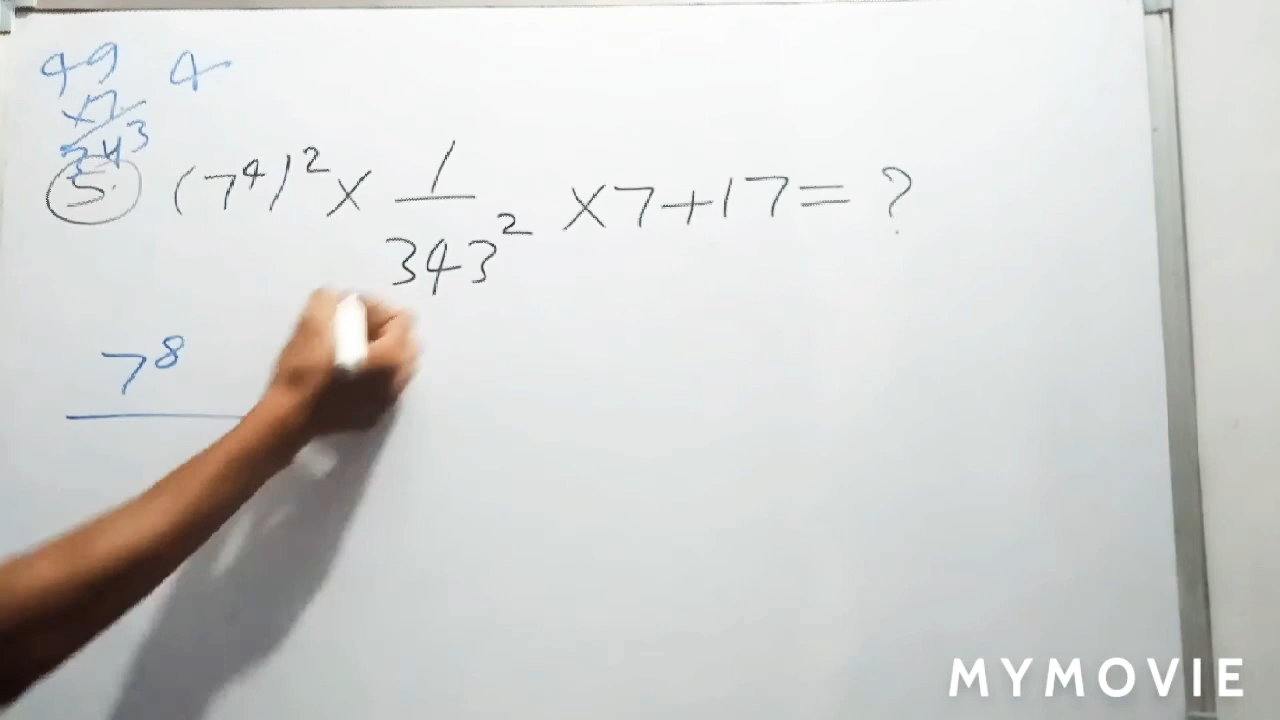 49 4
×7
343
5. (7⁴)² × 1/343² × 7 + 17 = ?
7⁸
MYMOVIE